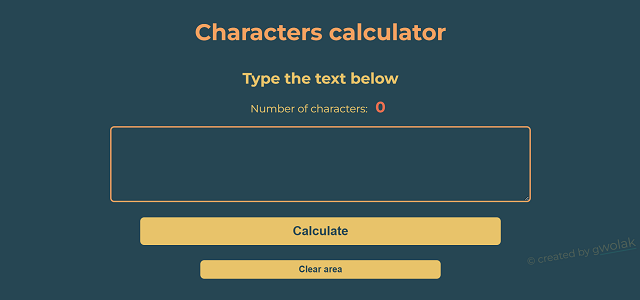 Characters calculator
Type the text below
Number of characters: 0
Calculate
Clear area
© created by gwolak